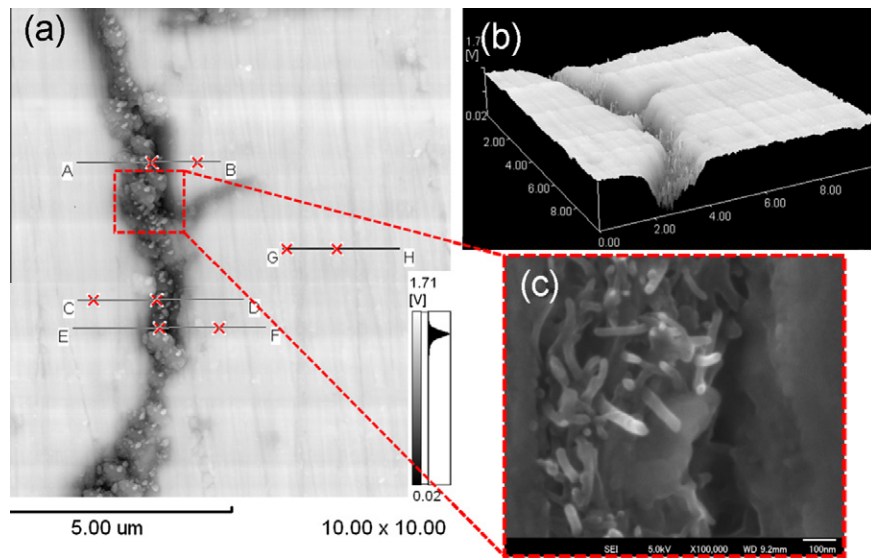 (a)
A
B
G
H
C
D
E
F
1.71
[V]
0.02
5.00 um
10.00 x 10.00
(b)
1.7
[V]
0.02
2.00
4.00
6.00
8.00
0.00
2.00
4.00
6.00
8.00
(c)
SEI 5.0kV X100,000 WD 9.2mm 100nm